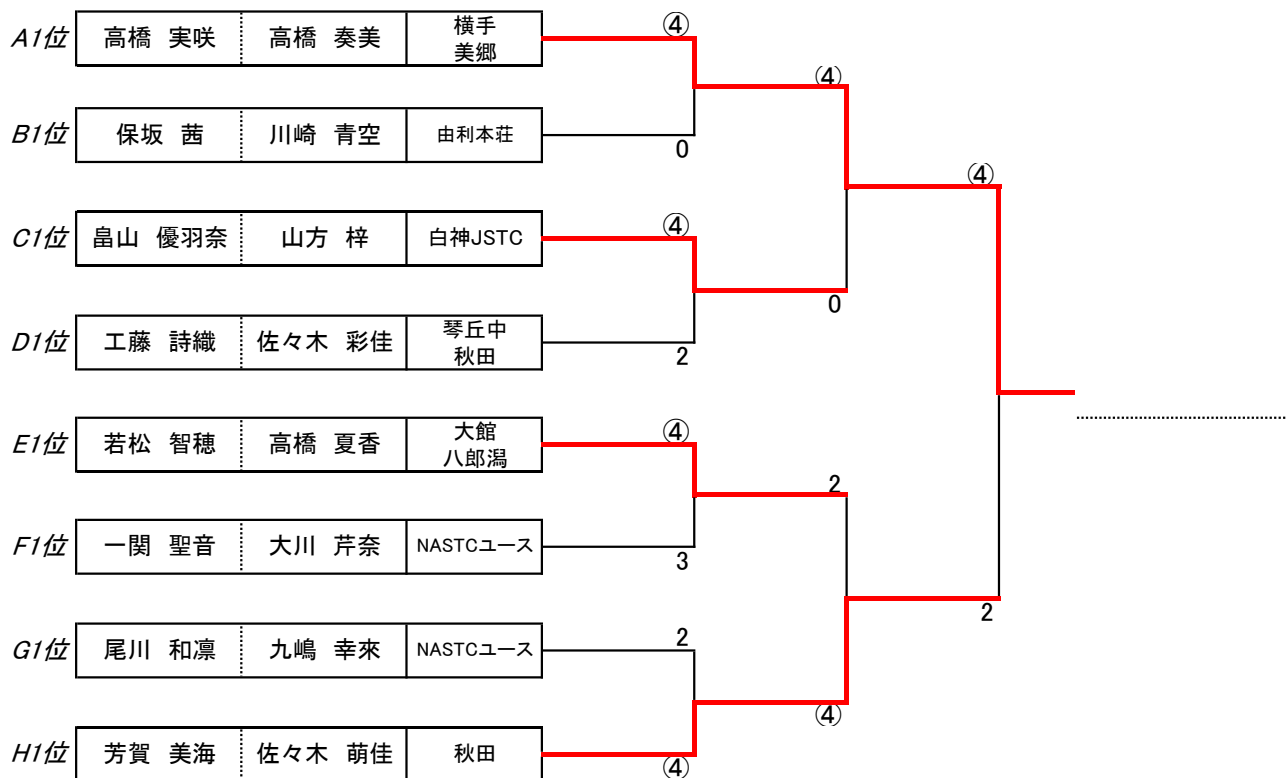 A1位 高橋 実咲 高橋 奏美 横手
美郷
④
④
B1位 保坂 茜 川崎 青空 由利本荘
0
④
C1位 畠山 優羽奈 山方 梓 白神JSTC
④
0
D1位 工藤 詩織 佐々木 彩佳 琴丘中
秋田
2
E1位 若松 智穂 高橋 夏香 大館
八郎潟
④
2
F1位 一関 聖音 大川 芹奈 NASTCユース
3
2
G1位 尾川 和凛 九嶋 幸來 NASTCユース
2
④
H1位 芳賀 美海 佐々木 萌佳 秋田
④